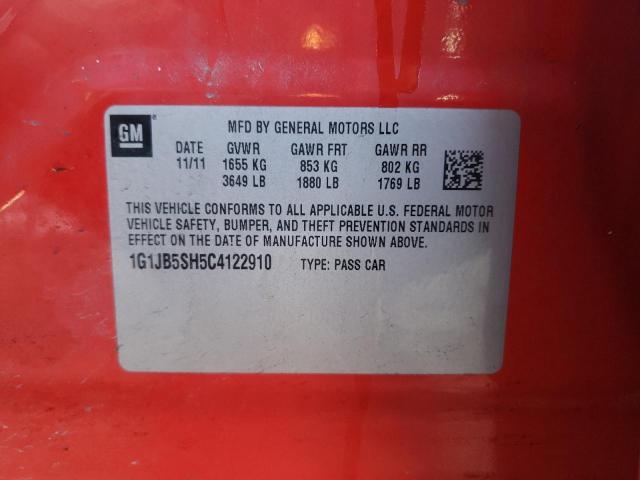 GM
MFD BY GENERAL MOTORS LLC
DATE GVWR GAWR FRT GAWR RR
11/11 1655 KG 853 KG 802 KG
3649 LB 1880 LB 1769 LB
THIS VEHICLE CONFORMS TO ALL APPLICABLE U.S. FEDERAL MOTOR
VEHICLE SAFETY, BUMPER, AND THEFT PREVENTION STANDARDS IN
EFFECT ON THE DATE OF MANUFACTURE SHOWN ABOVE.
1G1JB5SH5C4122910 TYPE: PASS CAR